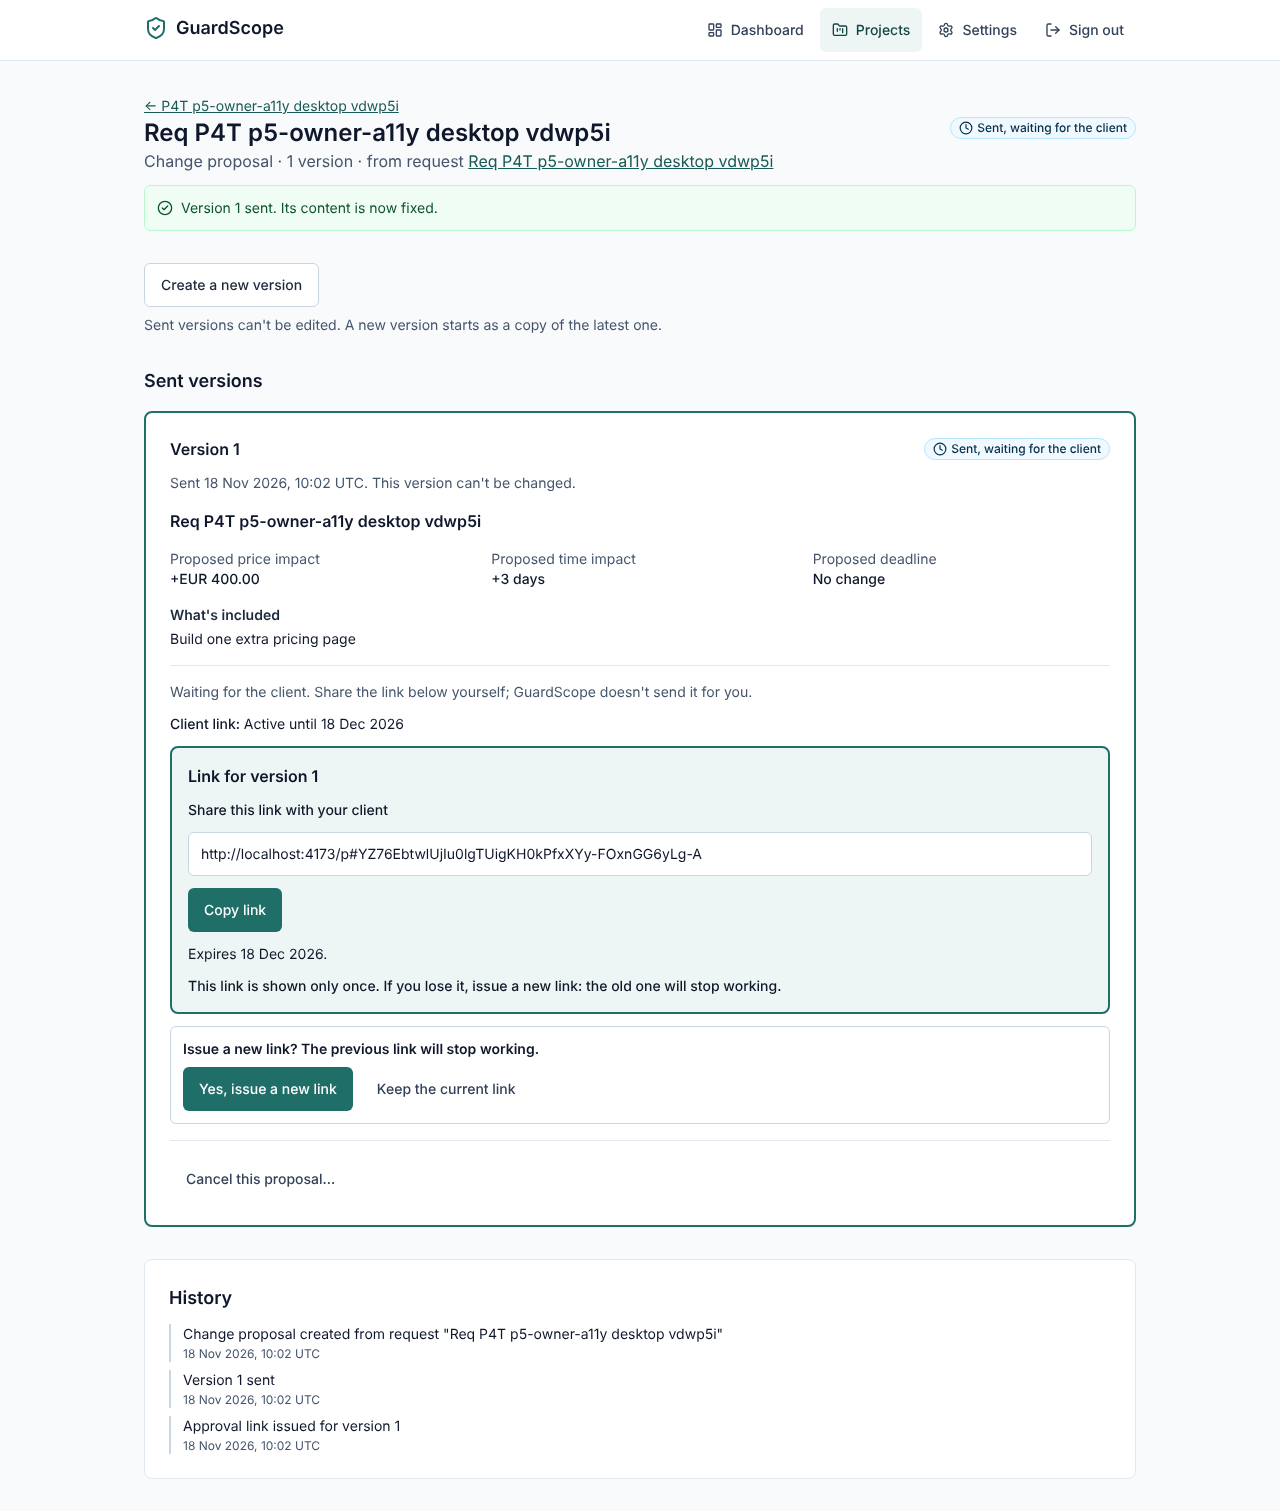 GuardScope
Dashboard
Projects
Settings
Sign out
← P4T p5-owner-a11y desktop vdwp5i
Req P4T p5-owner-a11y desktop vdwp5i
Sent, waiting for the client
Change proposal · 1 version · from request Req P4T p5-owner-a11y desktop vdwp5i
Version 1 sent. Its content is now fixed.
Create a new version
Sent versions can't be edited. A new version starts as a copy of the latest one.
Sent versions
Version 1
Sent, waiting for the client
Sent 18 Nov 2026, 10:02 UTC. This version can't be changed.
Req P4T p5-owner-a11y desktop vdwp5i
Proposed price impact
+EUR 400.00
Proposed time impact
+3 days
Proposed deadline
No change
What's included
Build one extra pricing page
Waiting for the client. Share the link below yourself; GuardScope doesn't send it for you.
Client link: Active until 18 Dec 2026
Link for version 1
Share this link with your client
http://localhost:4173/p#YZ76EbtwlUjIu0lgTUigKH0kPfxXYy-FOxnGG6yLg-A
Copy link
Expires 18 Dec 2026.
This link is shown only once. If you lose it, issue a new link: the old one will stop working.
Issue a new link? The previous link will stop working.
Yes, issue a new link
Keep the current link
Cancel this proposal...
History
Change proposal created from request "Req P4T p5-owner-a11y desktop vdwp5i"
18 Nov 2026, 10:02 UTC
Version 1 sent
18 Nov 2026, 10:02 UTC
Approval link issued for version 1
18 Nov 2026, 10:02 UTC